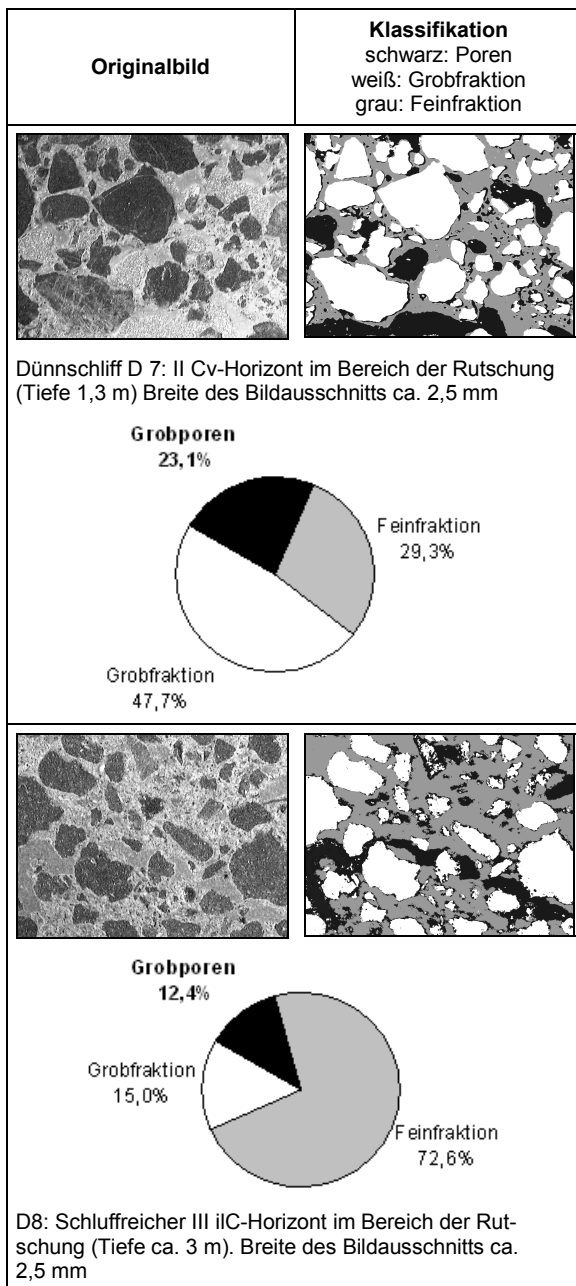 Originalbild
Klassifikation
schwarz: Poren
weiß: Grobfraktion
grau: Feinfraktion
Dünnschliff D 7: II Cv-Horizont im Bereich der Rutschung
(Tiefe 1,3 m) Breite des Bildausschnitts ca. 2,5 mm
Grobporen
23,1%
Feinfraktion
29,3%
Grobfraktion
47,7%
Grobporen
12,4%
Grobfraktion
15,0%
Feinfraktion
72,6%
D8: Schluffreicher III ilC-Horizont im Bereich der Rut-
schung (Tiefe ca. 3 m). Breite des Bildausschnitts ca.
2,5 mm